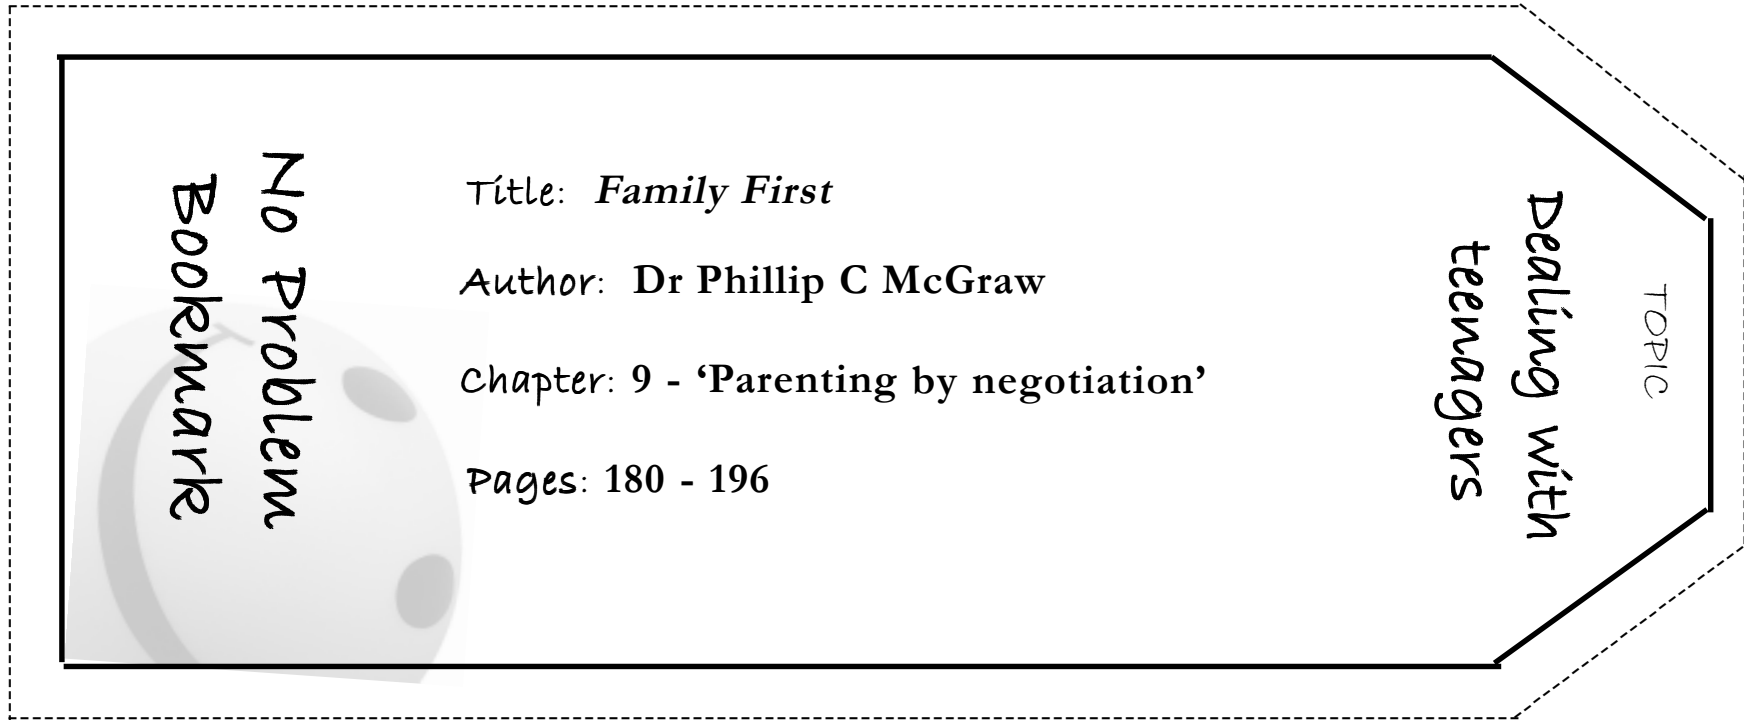 No Problem
Bookmark
Title: Family First
Author: Dr Phillip C McGraw
Chapter: 9 - ‘Parenting by negotiation’
Pages: 180 - 196
TOPIC
Dealing with
teenagers